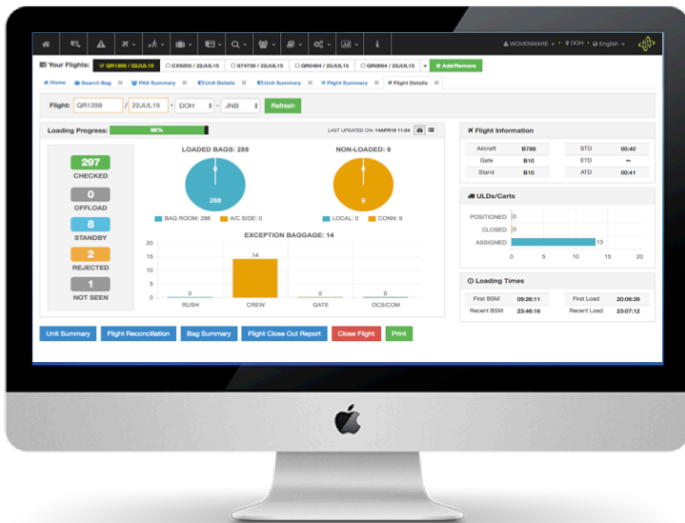 WOVENWARE
DOH
English
Your Flights:
QR1359 / 22JUL15
CX9203 / 22JUL15
S74738 / 22JUL15
QR0484 / 22JUL15
QR0664 / 22JUL15
Add/Remove
Home
Search Bag
PAX Summary
Unit Details
Unit Summary
Flight Summary
Flight Details
Flight:
QR1359
/
22JUL15
DOH
-
JNB
Refresh
Loading Progress:
96%
LAST UPDATED ON: 14APR16 11:04
297
CHECKED
0
OFFLOAD
8
STANDBY
2
REJECTED
1
NOT SEEN
LOADED BAGS: 288
0
288
BAG ROOM: 288
A/C SIDE: 0
NON-LOADED: 9
0
9
LOCAL: 0
CONN: 9
EXCEPTION BAGGAGE: 14
20
15
10
5
0
0
14
0
0
RUSH
CREW
GATE
OCS/COM
Unit Summary
Flight Reconciliation
Bag Summary
Flight Close Out Report
Close Flight
Print
Flight Information
Aircraft B788 STD 00:40
Gate B10 ETD --
Stand B10 ATD 00:41
ULDs/Carts
POSITIONED 0
CLOSED 0
ASSIGNED 13
0 5 10 15 20
Loading Times
First BSM 09:26:11 First Load 20:06:39
Recent BSM 23:46:16 Recent Load 23:07:12